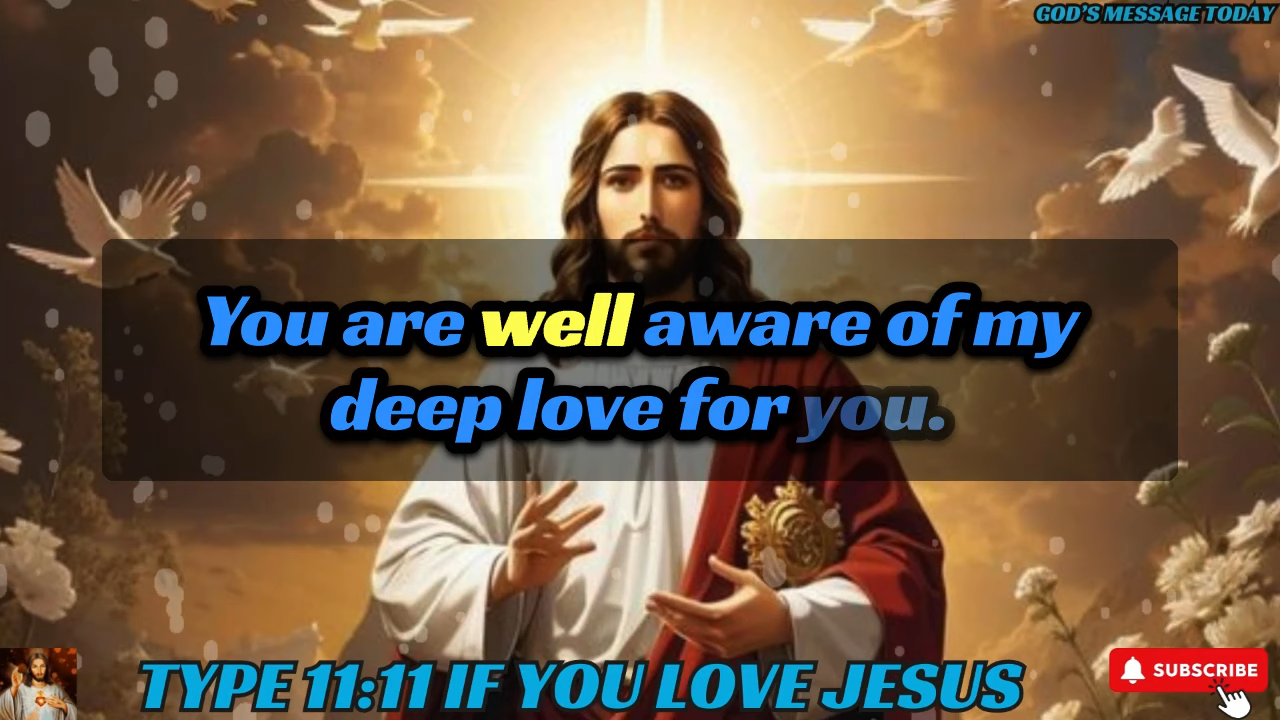 GOD'S MESSAGE TODAY
You are well aware of my
deep love for you.
TYPE 11:11 IF YOU LOVE JESUS
SUBSCRIBE